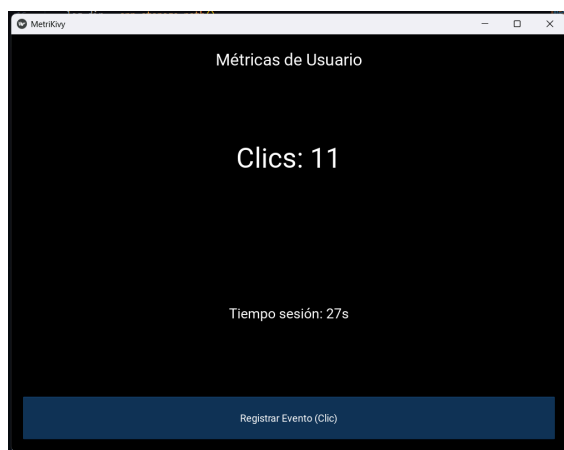 MetriKivy
Métricas de Usuario
Clics: 11
Tiempo sesión: 27s
Registrar Evento (Clic)